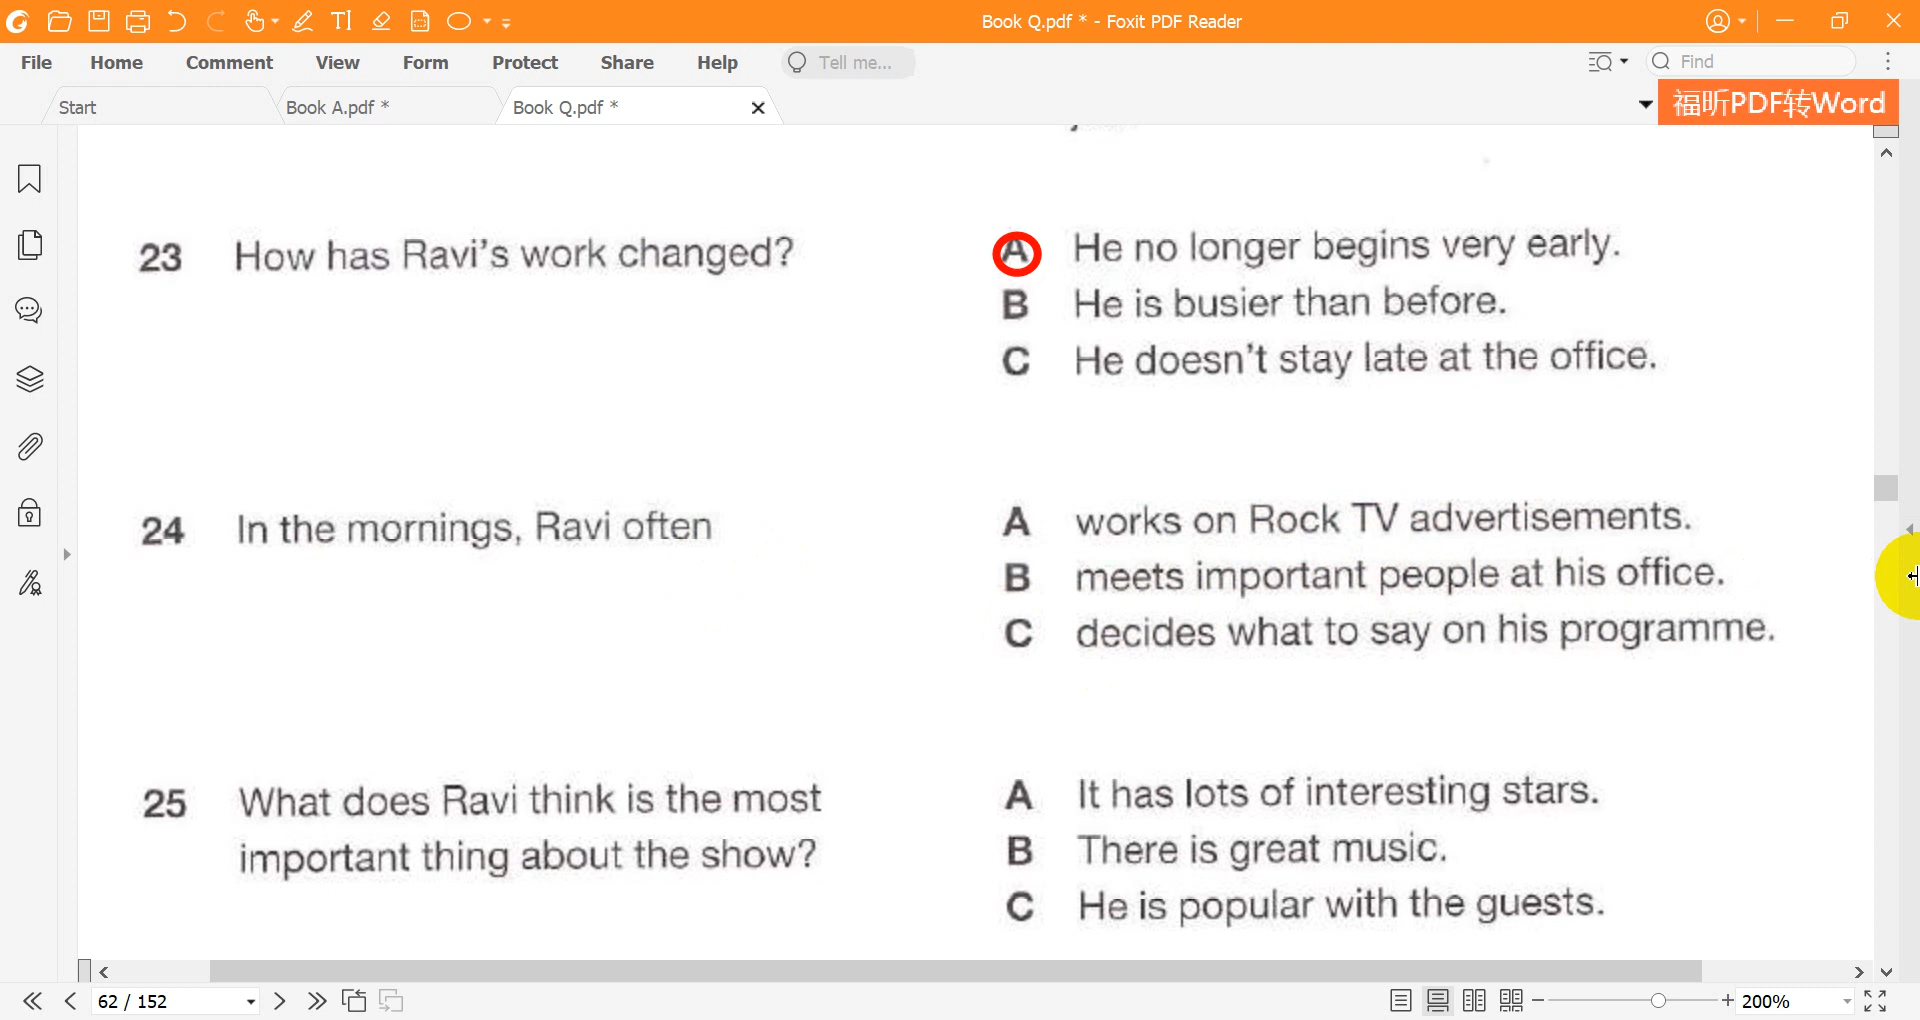 Book Q.pdf * - Foxit PDF Reader
File Home Comment View Form Protect Share Help Tell me... Find
Start Book A.pdf * Book Q.pdf * 福昕PDF转Word
23 How has Ravi's work changed? A He no longer begins very early.
B He is busier than before.
C He doesn't stay late at the office.
24 In the mornings, Ravi often A works on Rock TV advertisements.
B meets important people at his office.
C decides what to say on his programme.
25 What does Ravi think is the most A It has lots of interesting stars.
important thing about the show? B There is great music.
C He is popular with the guests.
62 / 152 200%